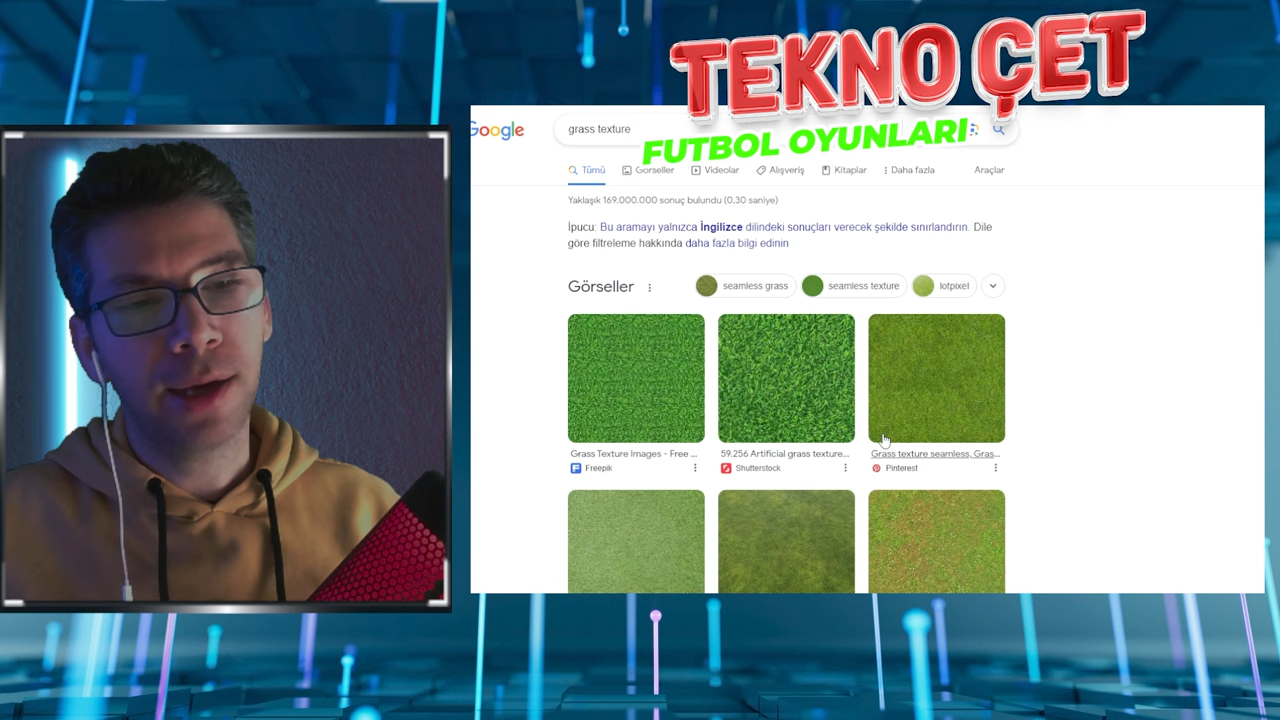 TEKNO ÇET
FUTBOL OYUNLARI
Google
grass texture
Tümü Görseller Videolar Alışveriş Kitaplar Daha fazla Araçlar
Yaklaşık 169.000.000 sonuç bulundu (0,30 saniye)
İpucu: Bu aramayı yalnızca İngilizce dilindeki sonuçları verecek şekilde sınırlandırın. Dile
göre filtreleme hakkında daha fazla bilgi edinin
Görseller seamless grass seamless texture lotpixel
Grass Texture Images - Free ... 59.256 Artificial grass texture... Grass texture seamless, Gras...
Freepik Shutterstock Pinterest